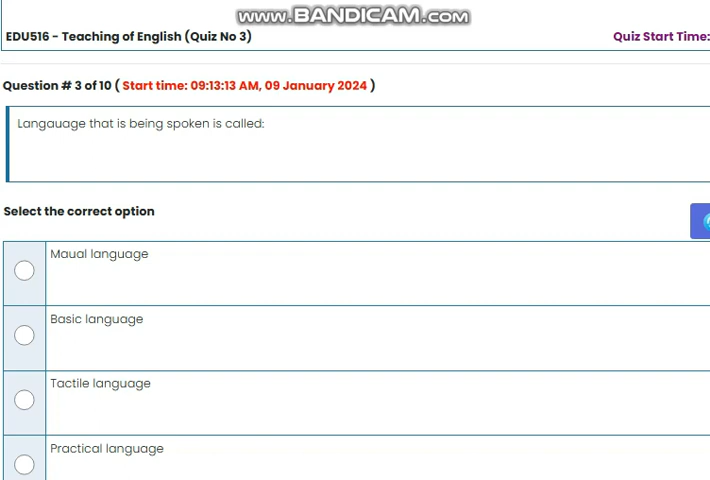 www.BANDICAM.com
EDU516 - Teaching of English (Quiz No 3) Quiz Start Time:
Question # 3 of 10 ( Start time: 09:13:13 AM, 09 January 2024 )
Langauage that is being spoken is called:
Select the correct option
Maual language
Basic language
Tactile language
Practical language